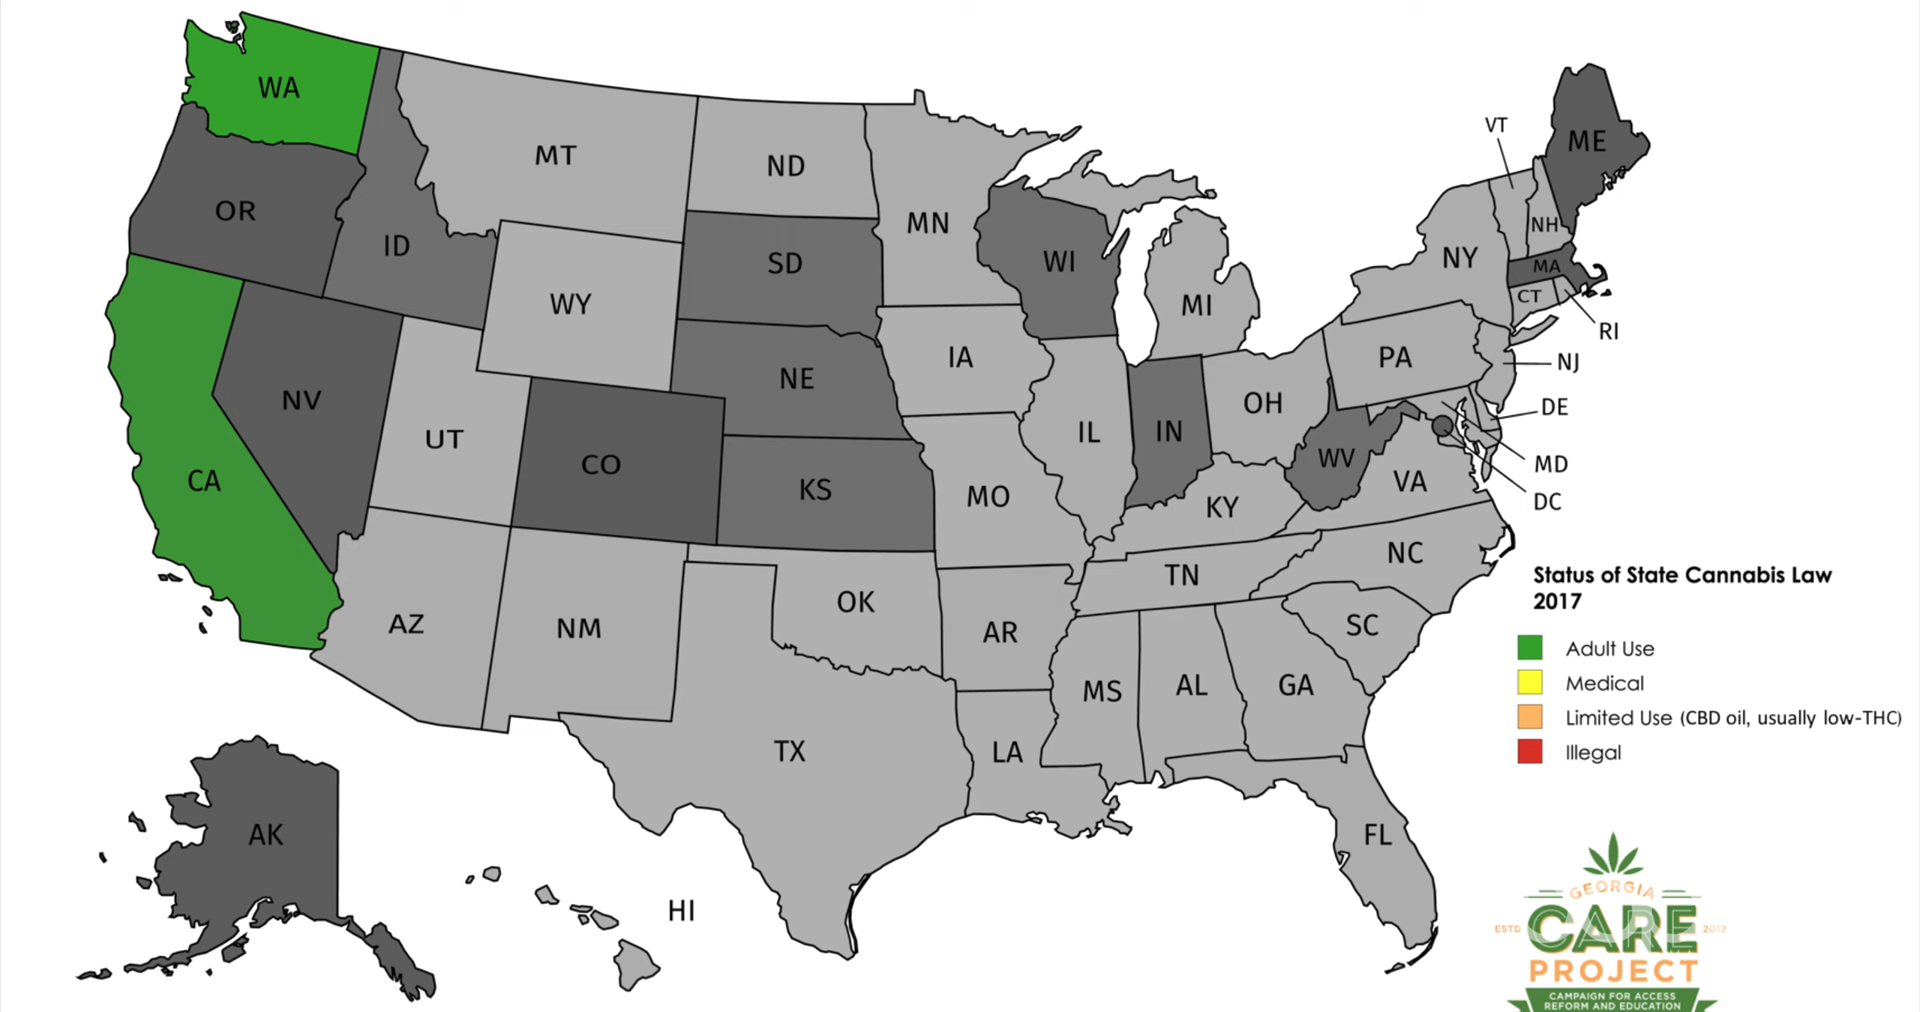 WA
MT
ND
OR
ID
MN
WI
SD
WY
MI
NY
VT
ME
NH
MA
CT
RI
NV
UT
CO
NE
IA
IL
IN
OH
PA
NJ
DE
MD
DC
CA
KS
MO
KY
WV
VA
NC
TN
AZ
NM
OK
AR
SC
MS
AL
GA
TX
LA
FL
AK
HI
Status of State Cannabis Law
2017
Adult Use
Medical
Limited Use (CBD oil, usually low-THC)
Illegal
GEORGIA
ESTD CARE 2012
PROJECT
CAMPAIGN FOR ACCESS
REFORM AND EDUCATION